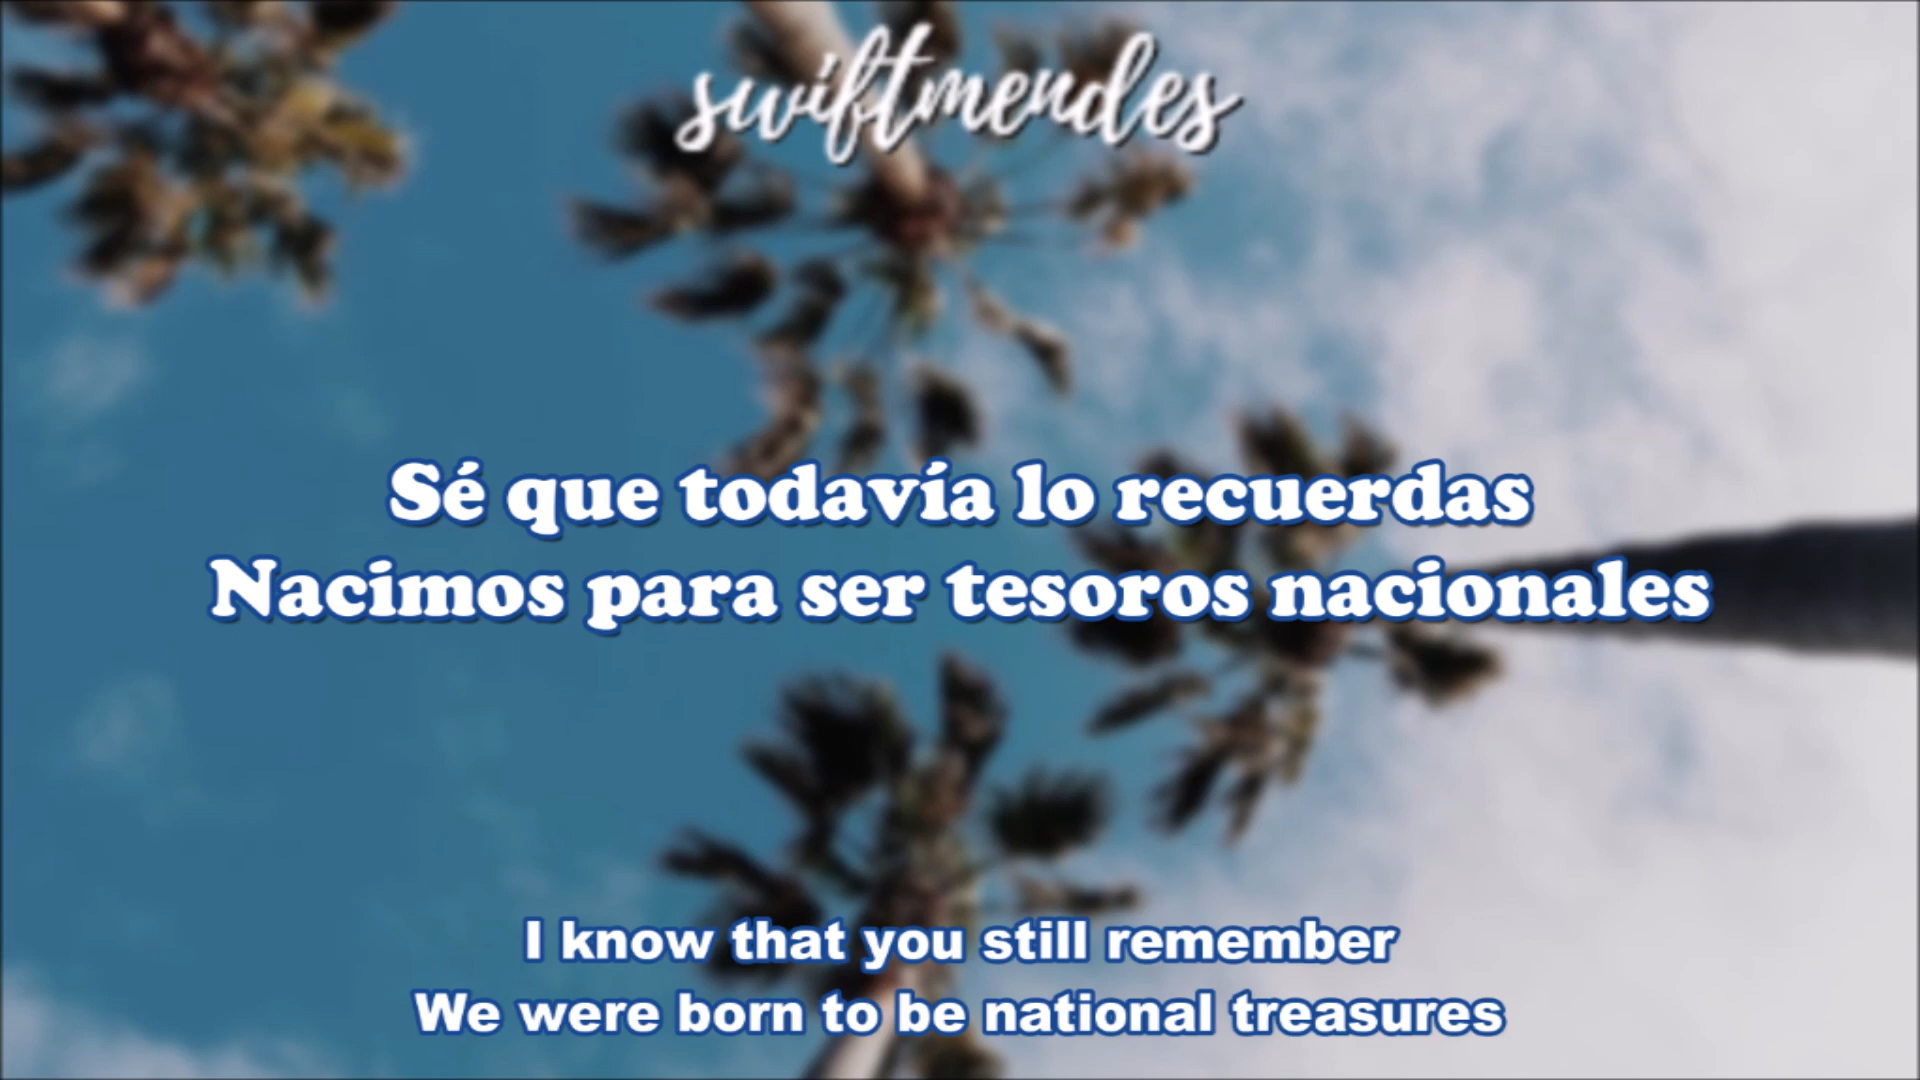 swiftmendes
Sé que todavía lo recuerdas
Nacimos para ser tesoros nacionales
I know that you still remember
We were born to be national treasures